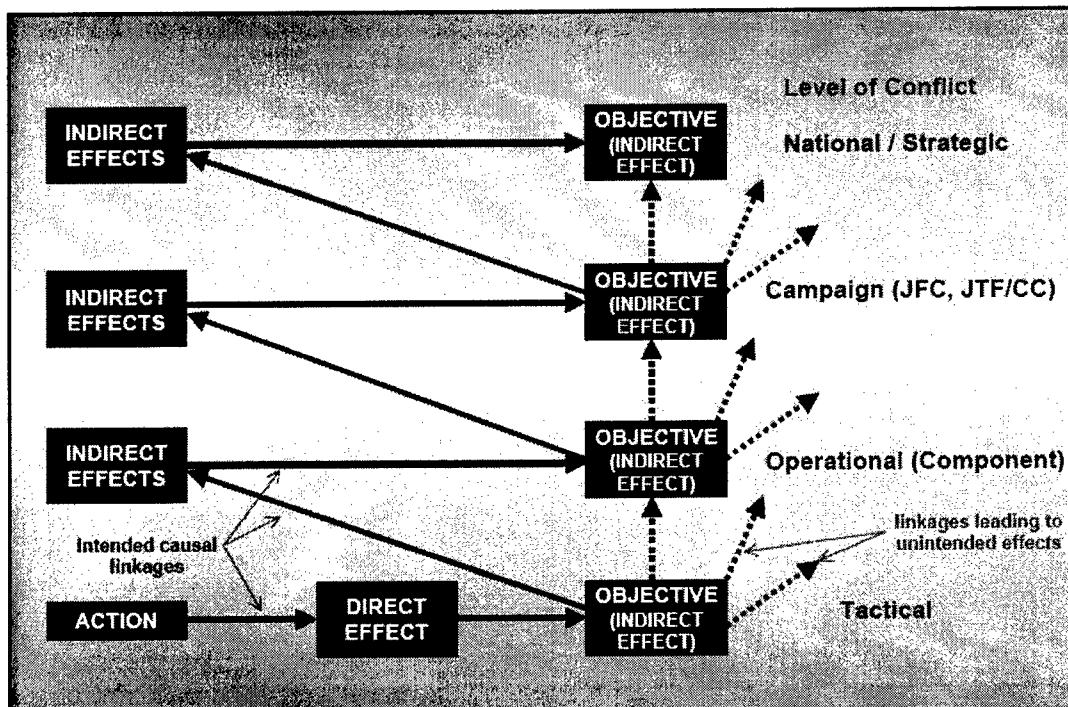 Level of Conflict
INDIRECT
EFFECTS
OBJECTIVE
(INDIRECT
EFFECT)
National / Strategic
INDIRECT
EFFECTS
OBJECTIVE
(INDIRECT
EFFECT)
Campaign (JFC, JTF/CC)
INDIRECT
EFFECTS
OBJECTIVE
(INDIRECT
EFFECT)
Operational (Component)
Intended causal
linkages
linkages leading to
unintended effects
ACTION
DIRECT
EFFECT
OBJECTIVE
(INDIRECT
EFFECT)
Tactical